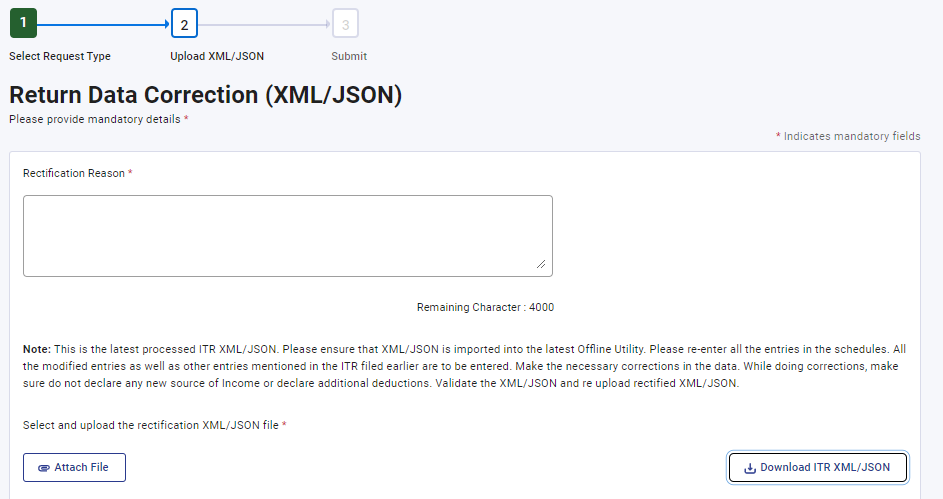 1
2
3
Select Request Type
Upload XML/JSON
Submit
Return Data Correction (XML/JSON)
Please provide mandatory details *
* Indicates mandatory fields
Rectification Reason *
Remaining Character : 4000
Note: This is the latest processed ITR XML/JSON. Please ensure that XML/JSON is imported into the latest Offline Utility. Please re-enter all the entries in the schedules. All
the modified entries as well as other entries mentioned in the ITR filed earlier are to be entered. Make the necessary corrections in the data. While doing corrections, make
sure do not declare any new source of Income or declare additional deductions. Validate the XML/JSON and re upload rectified XML/JSON.
Select and upload the rectification XML/JSON file *
Attach File
Download ITR XML/JSON